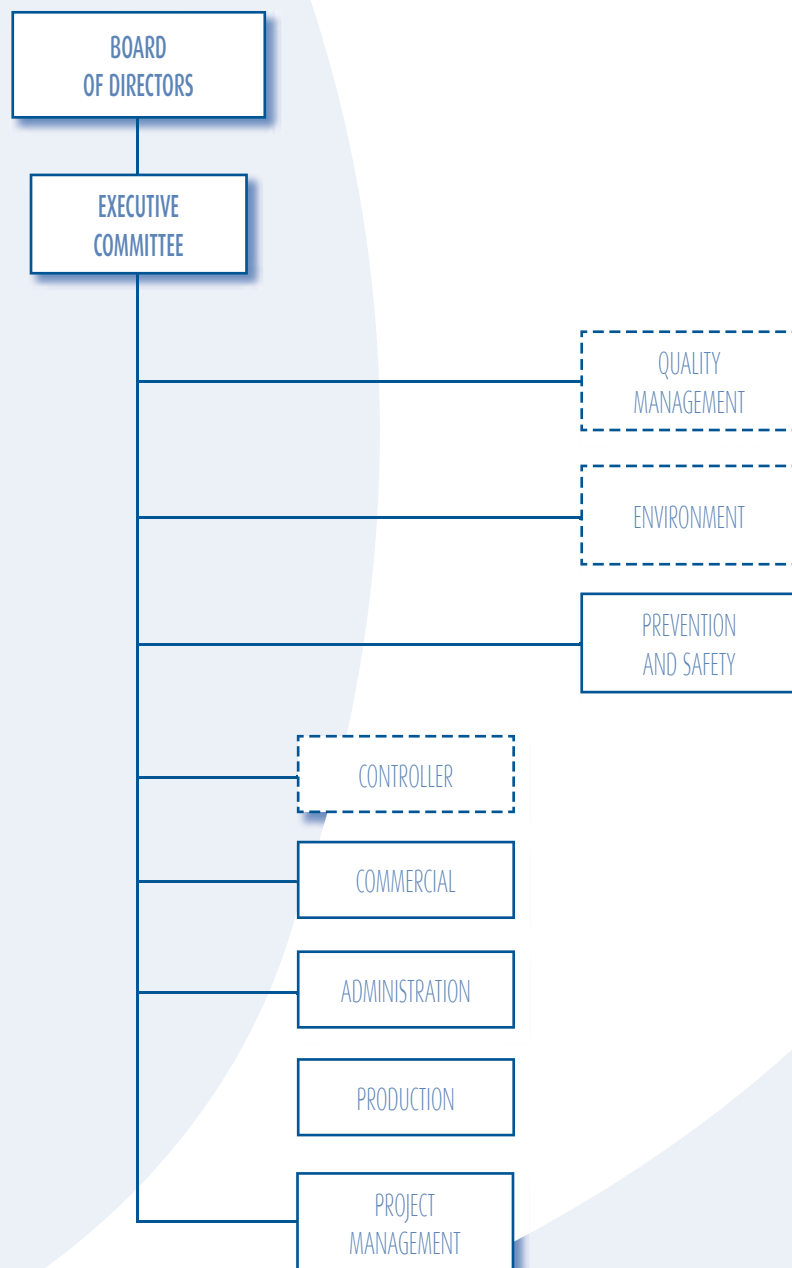 BOARD
OF DIRECTORS
EXECUTIVE
COMMITTEE
QUALITY
MANAGEMENT
ENVIRONMENT
PREVENTION
AND SAFETY
CONTROLLER
COMMERCIAL
ADMINISTRATION
PRODUCTION
PROJECT
MANAGEMENT